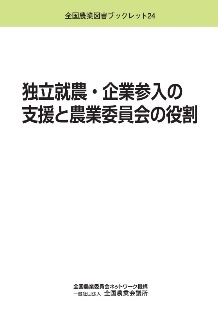 全国農業図書ブックレット24
独立就農・企業参入の
支援と農業委員会の役割
全国農業委員会ネットワーク機構
一般社団法人 全国農業会議所